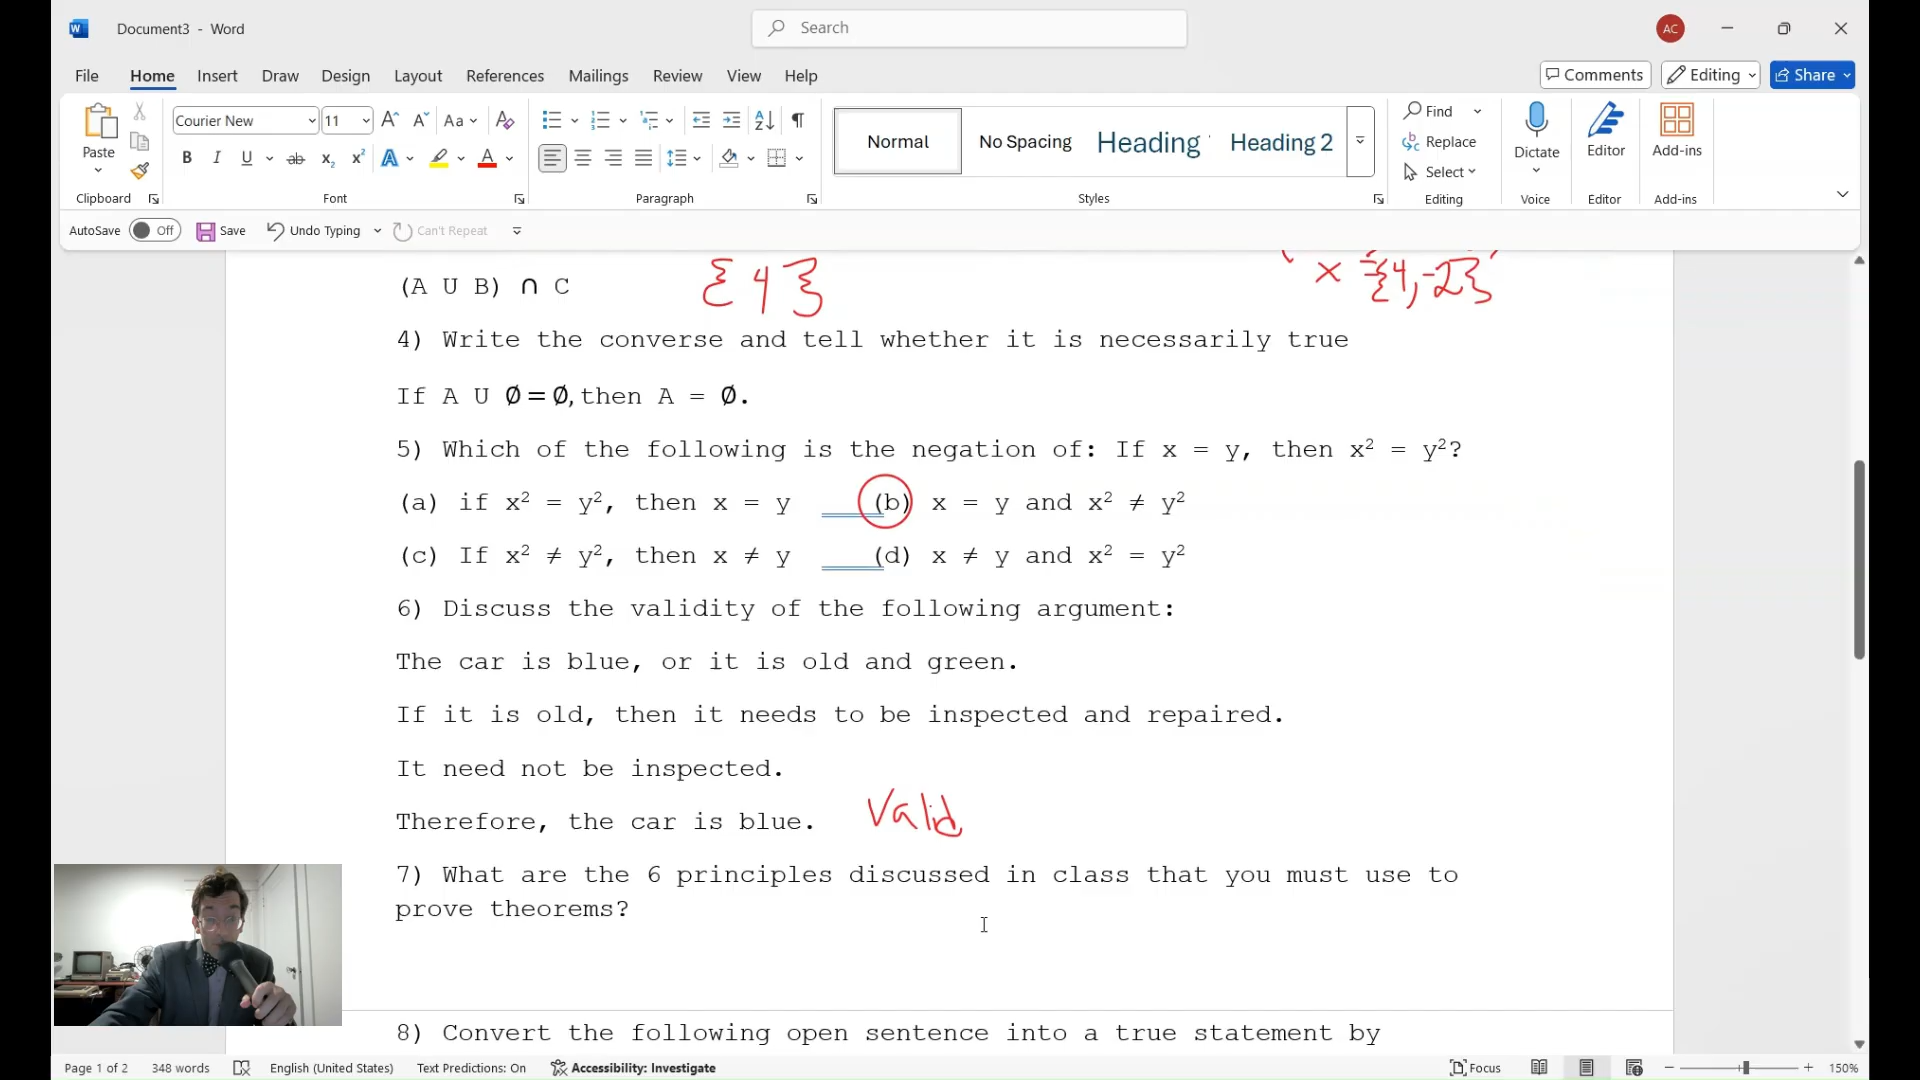 Document3 - Word
Search
AC
File Home Insert Draw Design Layout References Mailings Review View Help
Comments Editing Share
Paste
Courier New 11
Aa
Normal No Spacing Heading Heading 2
Find
Replace
Select
Dictate
Editor
Add-ins
Clipboard Font Paragraph Styles Editing Voice Editor Add-ins
AutoSave Off Save Undo Typing Can't Repeat
(A U B) ∩ C {4} x = {4, -2}
4) Write the converse and tell whether it is necessarily true
If A U ∅ = ∅, then A = ∅.
5) Which of the following is the negation of: If x = y, then x² = y²?
(a) if x² = y², then x = y (b) x = y and x² ≠ y²
(c) If x² ≠ y², then x ≠ y (d) x ≠ y and x² = y²
6) Discuss the validity of the following argument:
The car is blue, or it is old and green.
If it is old, then it needs to be inspected and repaired.
It need not be inspected.
Therefore, the car is blue. Valid
7) What are the 6 principles discussed in class that you must use to
prove theorems?
8) Convert the following open sentence into a true statement by
Page 1 of 2 348 words English (United States) Text Predictions: On Accessibility: Investigate Focus 150%